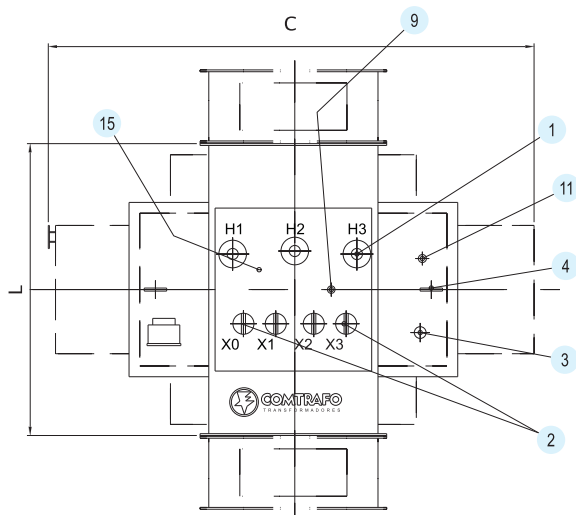 C
9
15
1
11
H1 H2 H3
4
L
X0 X1 X2 X3
3
COMTRAFO
TRANSFORMADORES
2